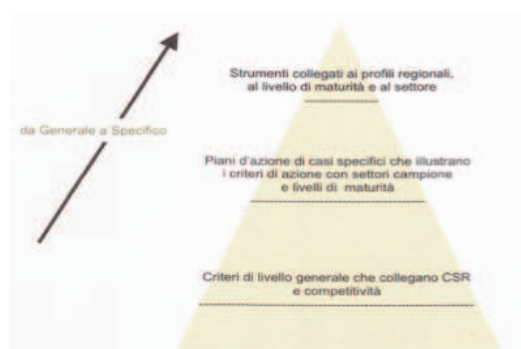 Strumenti collegati ai profili regionali,
al livello di maturità e al settore
da Generale a Specifico
Piani d'azione di casi specifici che illustrano
i criteri di azione con settori campione
e livelli di maturità
Criteri di livello generale che collegano CSR
e competitività